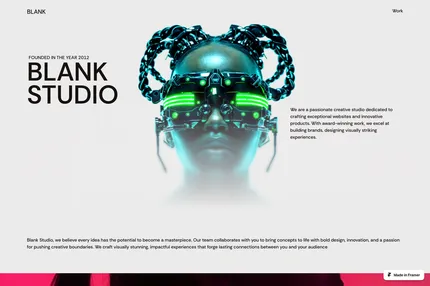 BLANK
Work
FOUNDED IN THE YEAR 2012
BLANK
STUDIO
We are a passionate creative studio dedicated to
crafting exceptional websites and innovative
products. With award-winning work, we excel at
building brands, designing visually striking
experiences.
Blank Studio, we believe every idea has the potential to become a masterpiece. Our team collaborates with you to bring concepts to life with bold design, innovation, and a passion
for pushing creative boundaries. We craft visually stunning, impactful experiences that forge lasting connections between you and your audience
Made in Framer